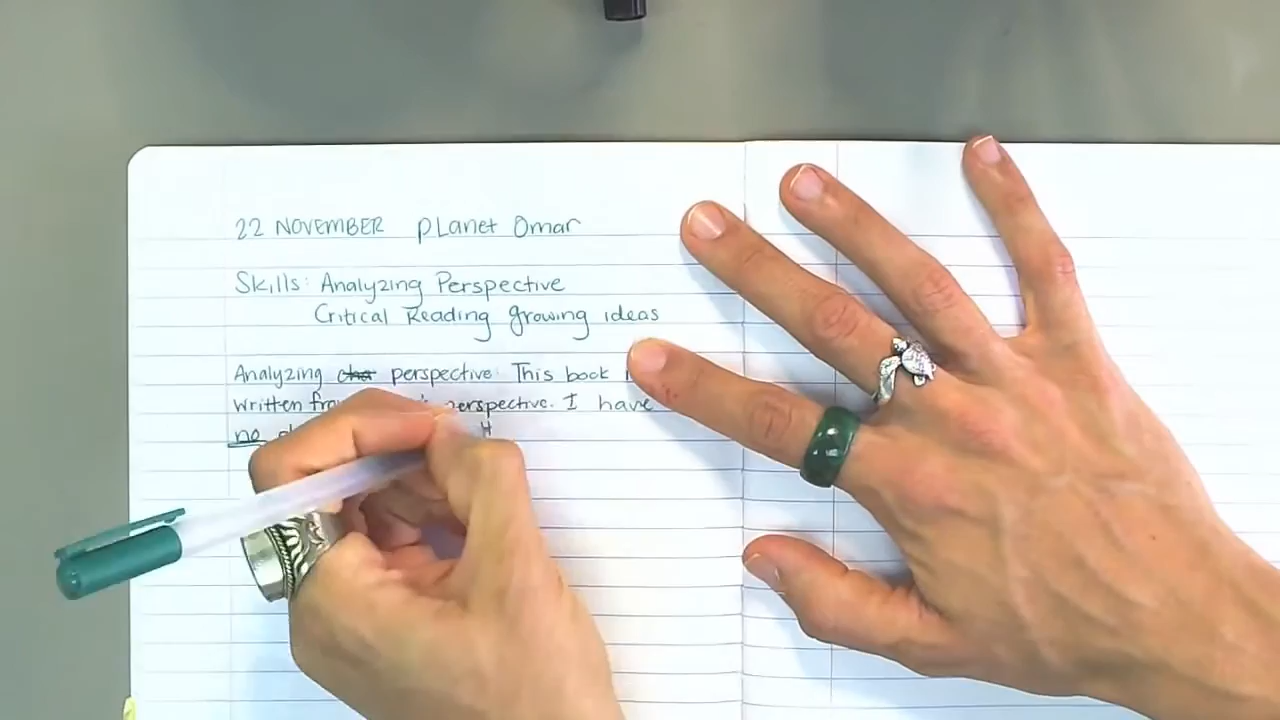 22 NOVEMBER pLanet Omar
Skills: Analyzing Perspective
Critical Reading growing ideas
Analyzing cha perspective: This book
written perspective. I have
no